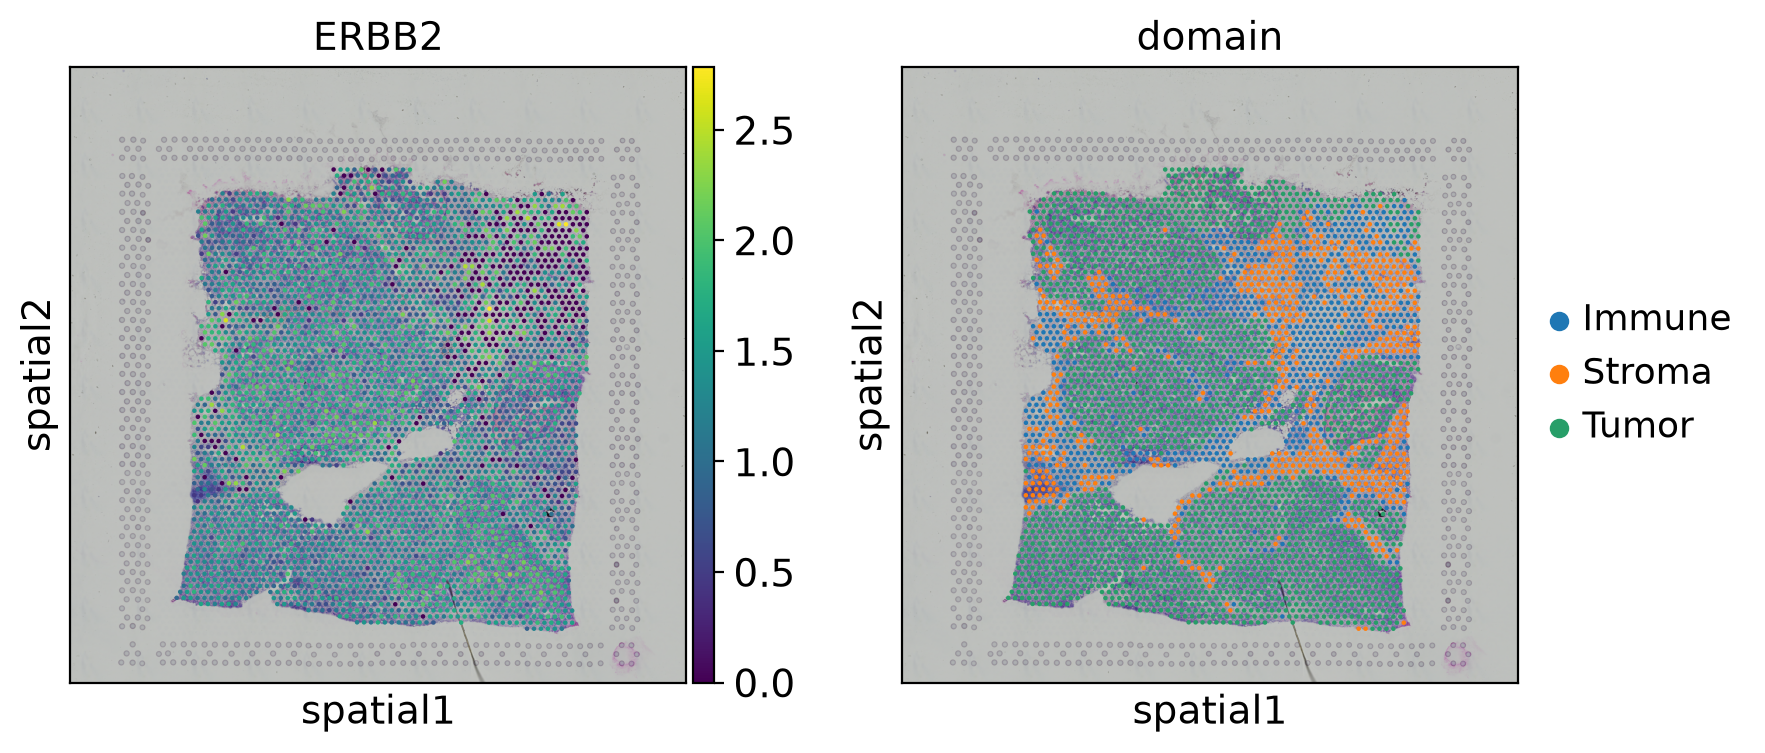 ERBB2
domain
2.5
2.0
1.5
1.0
0.5
0.0
spatial2
spatial1
spatial2
spatial1
Immune
Stroma
Tumor